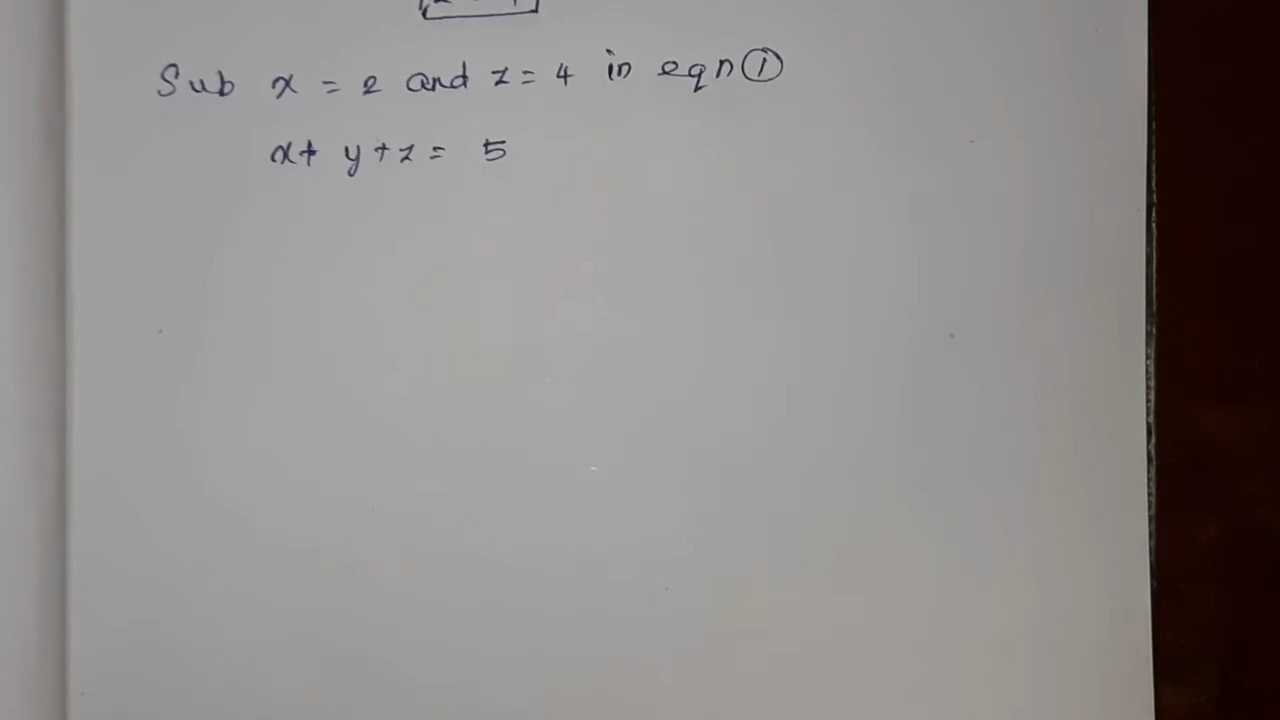 Sub x = 2 and z = 4 in eqn ①
x + y + z = 5